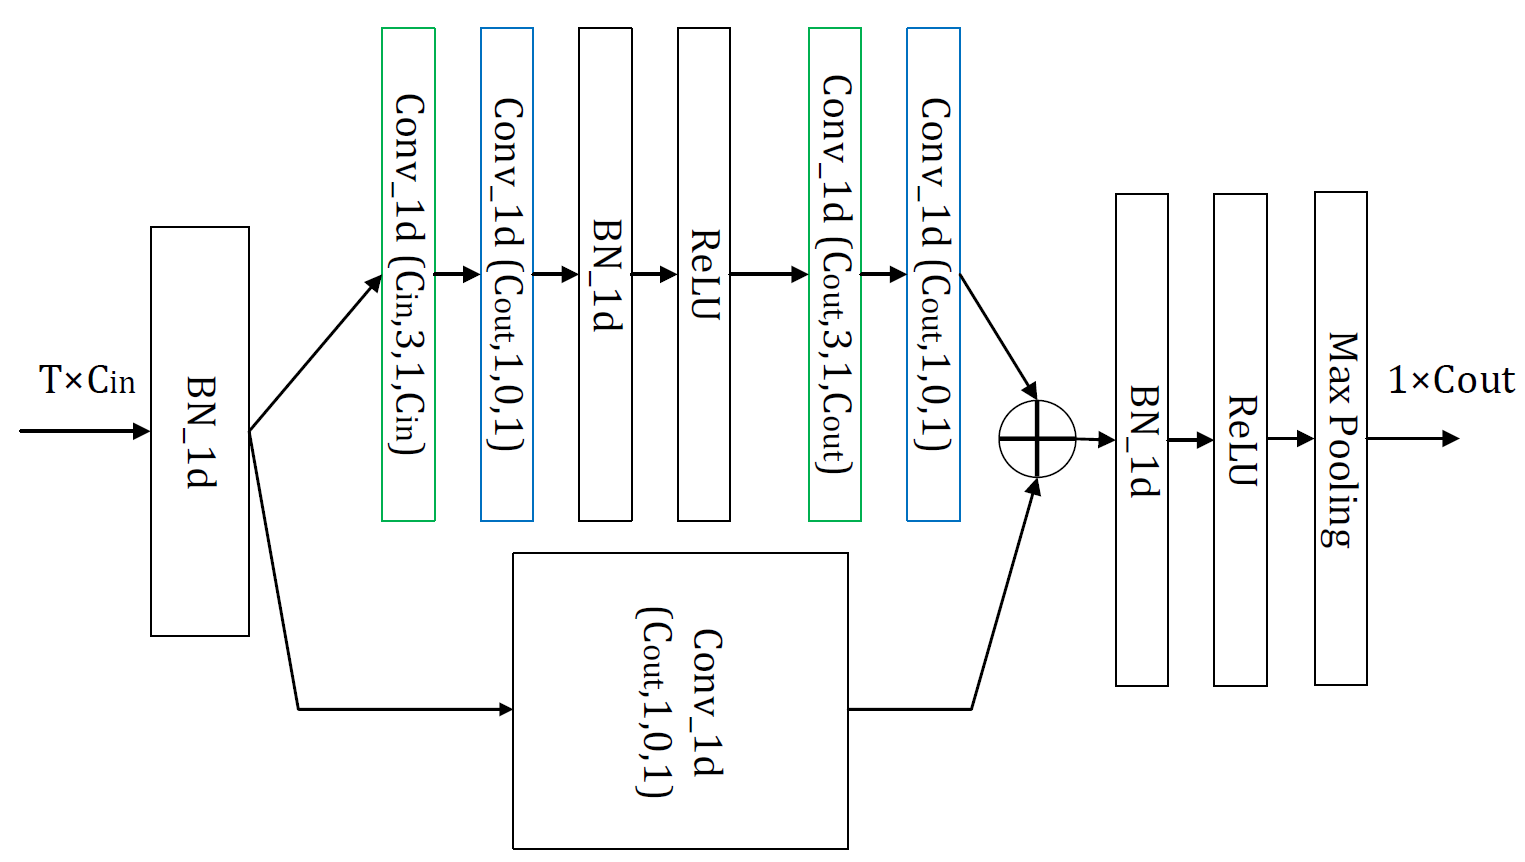 T×Cin
BN_1d
Conv_1d (Cin,3,1,Cin)
Conv_1d (Cout,1,0,1)
BN_1d
ReLU
Conv_1d (Cout,3,1,Cout)
Conv_1d (Cout,1,0,1)
Conv_1d
(Cout,1,0,1)
BN_1d
ReLU
Max Pooling
1×Cout